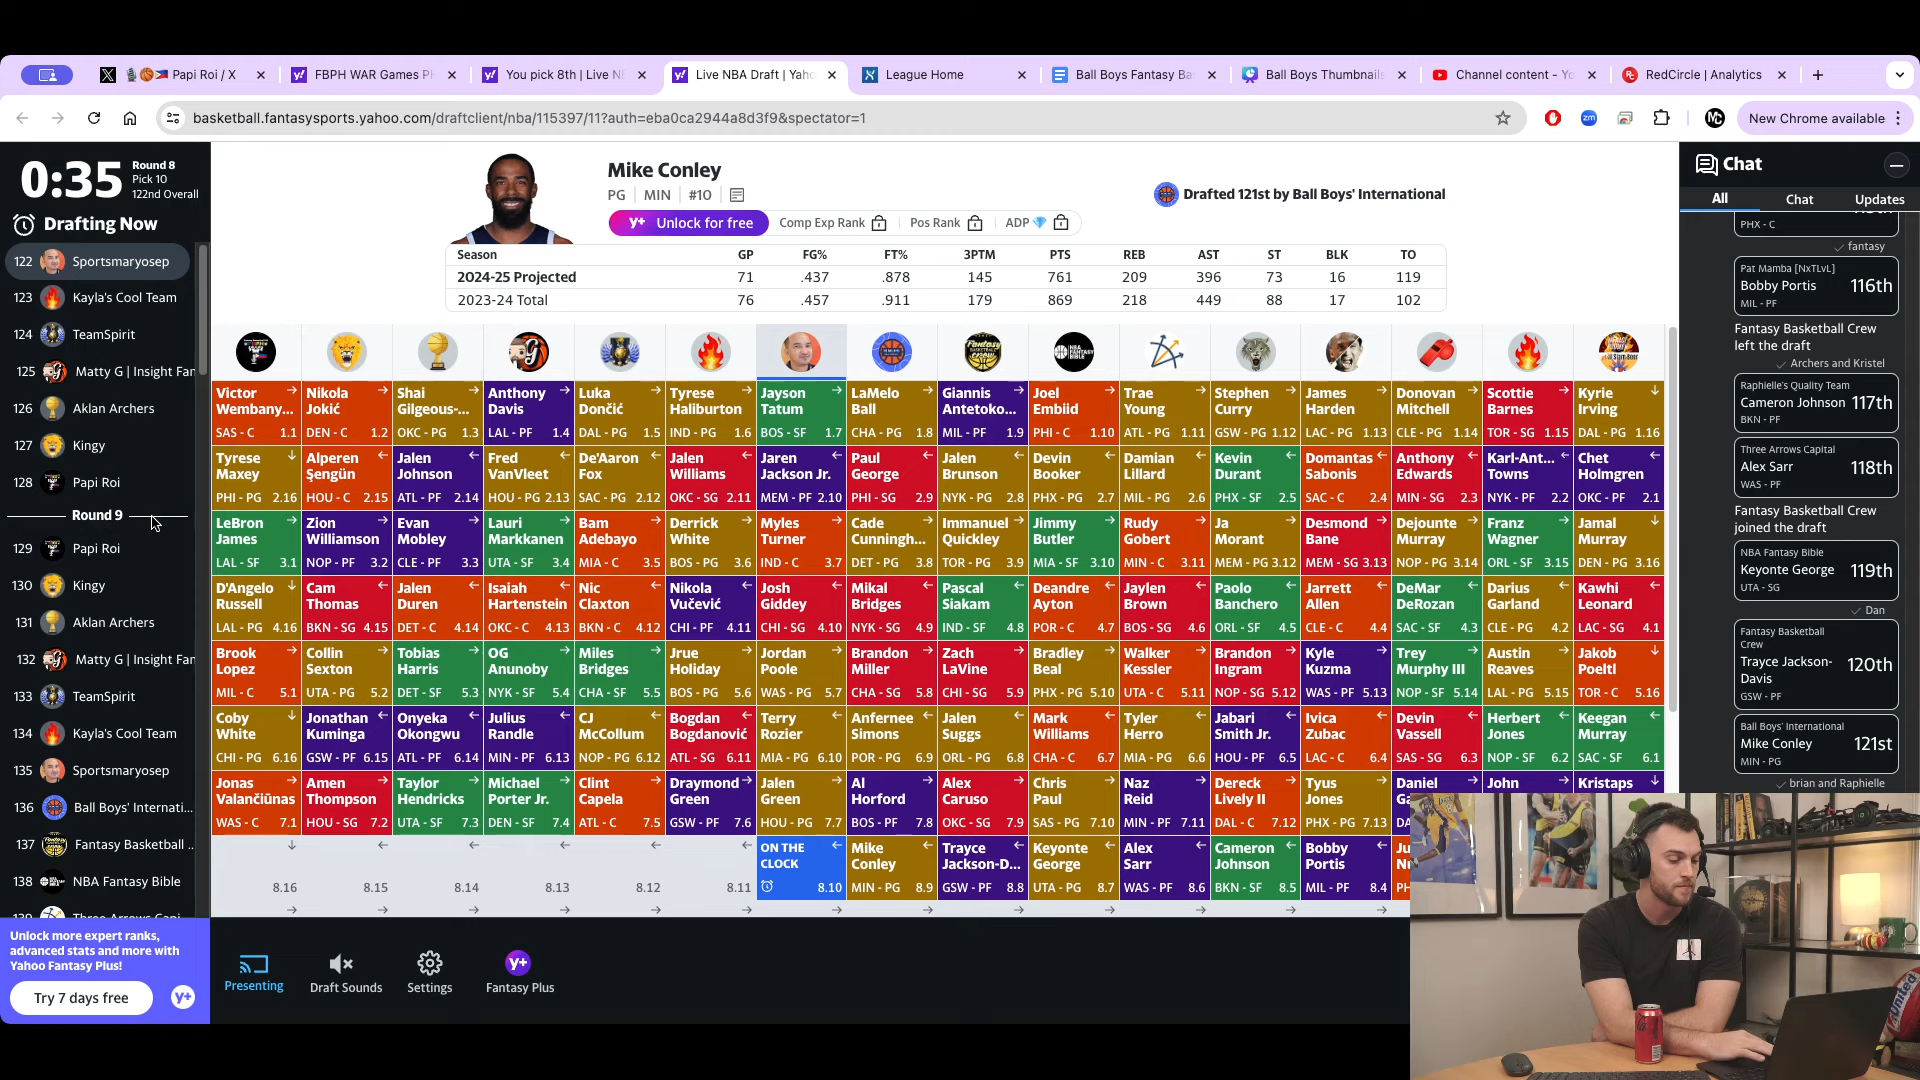 Papi Roi / X
FBPH WAR Games Ph
You pick 8th | Live N
Live NBA Draft | Yaho
League Home
Ball Boys Fantasy Ba
Ball Boys Thumbnails
Channel content - Yo
RedCircle | Analytics
basketball.fantasysports.yahoo.com/draftclient/nba/115397/11?auth=eba0ca2944a8d3f9&spectator=1
New Chrome available
0:35
Round 8
Pick 10
122nd Overall
Drafting Now
122 Sportsmaryosep
123 Kayla's Cool Team
124 TeamSpirit
125 Matty G | Insight Fan
126 Aklan Archers
127 Kingy
128 Papi Roi
Round 9
129 Papi Roi
130 Kingy
131 Aklan Archers
132 Matty G | Insight Fan
133 TeamSpirit
134 Kayla's Cool Team
135 Sportsmaryosep
136 Ball Boys' Internati...
137 Fantasy Basketball ..
138 NBA Fantasy Bible
Unlock more expert ranks,
advanced stats and more with
Yahoo Fantasy Plus!
Try 7 days free y+
Mike Conley
PG MIN #10
y+ Unlock for free Comp Exp Rank Pos Rank ADP
Drafted 121st by Ball Boys' International
Season GP FG% FT% 3PTM PTS REB AST ST BLK TO
2024-25 Projected 71 .437 .878 145 761 209 396 73 16 119
2023-24 Total 76 .457 .911 179 869 218 449 88 17 102
Victor Wembany... SAS - C 1.1
Nikola Jokić DEN - C 1.2
Shai Gilgeous-... OKC - PG 1.3
Anthony Davis LAL - PF 1.4
Luka Dončić DAL - PG 1.5
Tyrese Haliburton IND - PG 1.6
Jayson Tatum BOS - SF 1.7
LaMelo Ball CHA - PG 1.8
Giannis Antetoko... MIL - PF 1.9
Joel Embiid PHI - C 1.10
Trae Young ATL - PG 1.11
Stephen Curry GSW - PG 1.12
James Harden LAC - PG 1.13
Donovan Mitchell CLE - PG 1.14
Scottie Barnes TOR - SG 1.15
Kyrie Irving DAL - PG 1.16
Tyrese Maxey PHI - PG 2.16
Alperen Şengün HOU - C 2.15
Jalen Johnson ATL - PF 2.14
Fred VanVleet HOU - PG 2.13
De'Aaron Fox SAC - PG 2.12
Jalen Williams OKC - SG 2.11
Jaren Jackson Jr. MEM - PF 2.10
Paul George PHI - SG 2.9
Jalen Brunson NYK - PG 2.8
Devin Booker PHX - PG 2.7
Damian Lillard MIL - PG 2.6
Kevin Durant PHX - SF 2.5
Domantas Sabonis SAC - C 2.4
Anthony Edwards MIN - SG 2.3
Karl-Ant... Towns NYK - PF 2.2
Chet Holmgren OKC - PF 2.1
LeBron James LAL - SF 3.1
Zion Williamson NOP - PF 3.2
Evan Mobley CLE - PF 3.3
Lauri Markkanen UTA - SF 3.4
Bam Adebayo MIA - C 3.5
Derrick White BOS - PG 3.6
Myles Turner IND - C 3.7
Cade Cunningh... DET - PG 3.8
Immanuel Quickley TOR - PG 3.9
Jimmy Butler MIA - SF 3.10
Rudy Gobert MIN - C 3.11
Ja Morant MEM - PG 3.12
Desmond Bane MEM - SG 3.13
Dejounte Murray NOP - PG 3.14
Franz Wagner ORL - SF 3.15
Jamal Murray DEN - PG 3.16
D'Angelo Russell LAL - PG 4.16
Cam Thomas BKN - SG 4.15
Jalen Duren DET - C 4.14
Isaiah Hartenstein OKC - C 4.13
Nic Claxton BKN - C 4.12
Nikola Vučević CHI - PF 4.11
Josh Giddey CHI - SG 4.10
Mikal Bridges NYK - SG 4.9
Pascal Siakam IND - SF 4.8
Deandre Ayton POR - C 4.7
Jaylen Brown BOS - SG 4.6
Paolo Banchero ORL - SF 4.5
Jarrett Allen CLE - C 4.4
DeMar DeRozan SAC - SF 4.3
Darius Garland CLE - PG 4.2
Kawhi Leonard LAC - SG 4.1
Brook Lopez MIL - C 5.1
Collin Sexton UTA - PG 5.2
Tobias Harris DET - SF 5.3
OG Anunoby NYK - SF 5.4
Miles Bridges CHA - SF 5.5
Jrue Holiday BOS - PG 5.6
Jordan Poole WAS - PG 5.7
Brandon Miller CHA - SG 5.8
Zach LaVine CHI - SG 5.9
Bradley Beal PHX - PG 5.10
Walker Kessler UTA - C 5.11
Brandon Ingram NOP - SG 5.12
Kyle Kuzma WAS - PF 5.13
Trey Murphy III NOP - SF 5.14
Austin Reaves LAL - PG 5.15
Jakob Poeltl TOR - C 5.16
Coby White CHI - PG 6.16
Jonathan Kuminga GSW - PF 6.15
Onyeka Okongwu ATL - PF 6.14
Julius Randle MIN - PF 6.13
CJ McCollum NOP - PG 6.12
Bogdan Bogdanović ATL - SG 6.11
Terry Rozier MIA - PG 6.10
Anfernee Simons POR - PG 6.9
Jalen Suggs ORL - PG 6.8
Mark Williams CHA - C 6.7
Tyler Herro MIA - PG 6.6
Jabari Smith Jr. HOU - PF 6.5
Ivica Zubac LAC - C 6.4
Devin Vassell SAS - SG 6.3
Herbert Jones NOP - SF 6.2
Keegan Murray SAC - SF 6.1
Jonas Valančiūnas WAS - C 7.1
Amen Thompson HOU - SG 7.2
Taylor Hendricks UTA - SF 7.3
Michael Porter Jr. DEN - SF 7.4
Clint Capela ATL - C 7.5
Draymond Green GSW - PF 7.6
Jalen Green HOU - PG 7.7
Al Horford BOS - PF 7.8
Alex Caruso OKC - SG 7.9
Chris Paul SAS - PG 7.10
Naz Reid MIN - PF 7.11
Dereck Lively II DAL - C 7.12
Tyus Jones PHX - PG 7.13
Daniel
John
Kristaps
8.16 8.15 8.14 8.13 8.12 8.11
ON THE CLOCK 8.10
Mike Conley MIN - PG 8.9
Trayce Jackson-D... GSW - PF 8.8
Keyonte George UTA - SG 8.7
Alex Sarr WAS - PF 8.6
Cameron Johnson BKN - SF 8.5
Bobby Portis MIL - PF 8.4
Presenting
Draft Sounds
Settings
Fantasy Plus
Chat
All Chat Updates
PHX - C
fantasy
Pat Mamba [NxTLvL]
Bobby Portis 116th
MIL - PF
Fantasy Basketball Crew
left the draft
Archers and Kristel
Raphielle's Quality Team
Cameron Johnson 117th
BKN - PF
Three Arrows Capital
Alex Sarr 118th
WAS - PF
Fantasy Basketball Crew
joined the draft
NBA Fantasy Bible
Keyonte George 119th
UTA - SG
Dan
Fantasy Basketball
Crew
Trayce Jackson-
Davis 120th
GSW - PF
Ball Boys' International
Mike Conley 121st
MIN - PG
brian and Raphielle